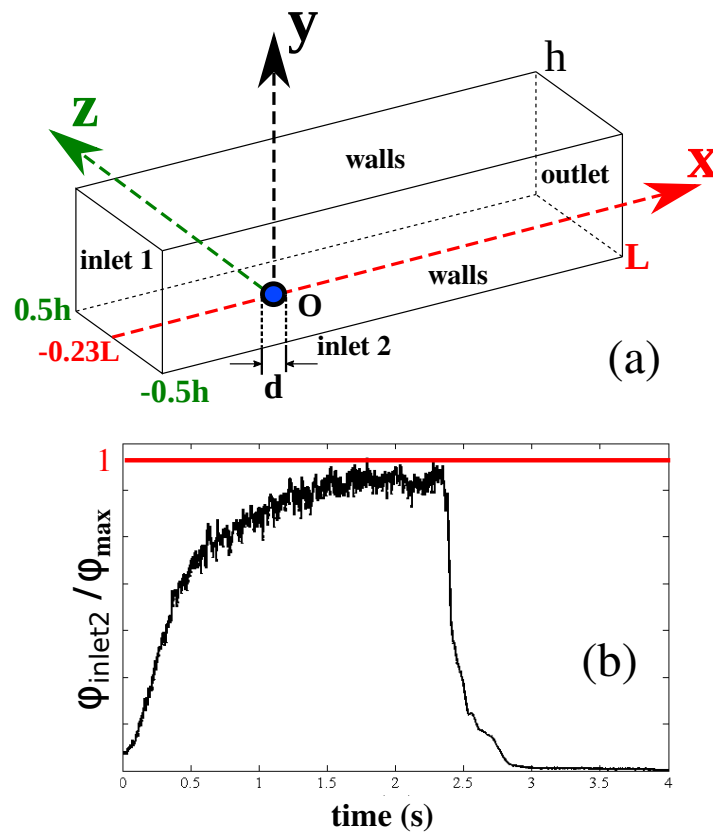 y
h
z
walls
x
outlet
inlet 1
L
walls
0.5h
O
inlet 2
-0.23L
(a)
d
-0.5h
1
φinlet2 /φmax
(b)
0 0.5 1 1.5 2 2.5 3 3.5 4
time (s)